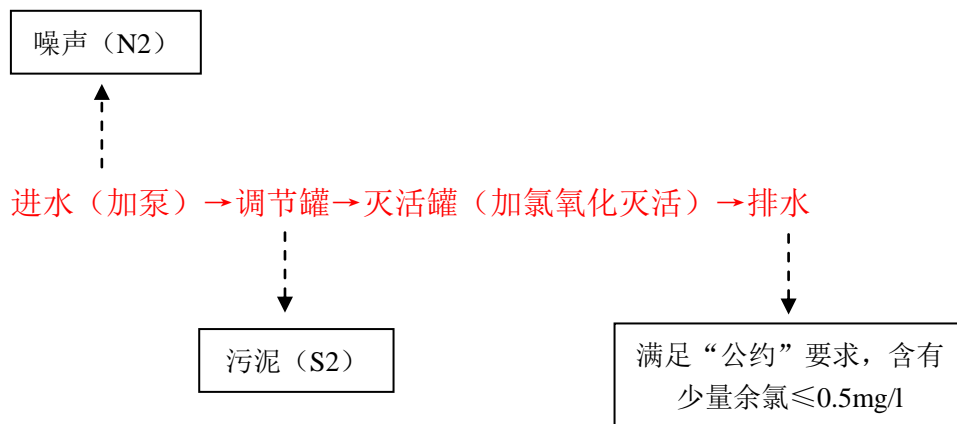 噪声（N2）
进水（加泵）→调节罐→灭活罐（加氯氧化灭活）→排水
污泥（S2）
满足“公约”要求，含有
少量余氯≤0.5mg/l